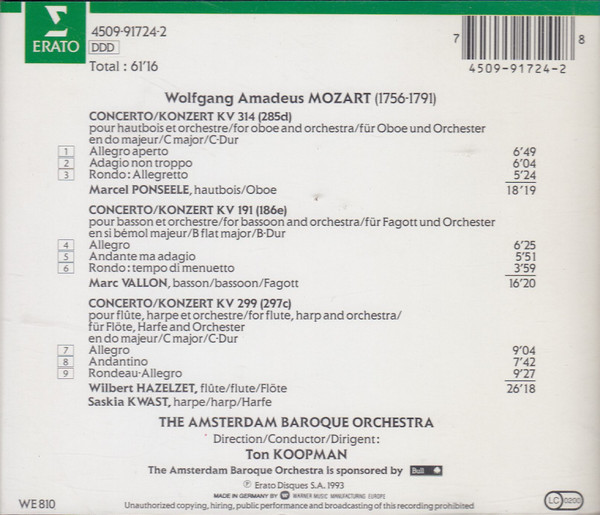 ERATO
4509-91724-2
DDD
Total : 61'16
7
8
4509-91724-2
Wolfgang Amadeus MOZART (1756-1791)
CONCERTO/KONZERT KV 314 (285d)
pour hautbois et orchestre/for oboe and orchestra/für Oboe und Orchester
en do majeur/C major/C-Dur
1 Allegro aperto 6'49
2 Adagio non troppo 6'04
3 Rondo : Allegretto 5'24
Marcel PONSEELE, hautbois/Oboe 18'19
CONCERTO/KONZERT KV 191 (186e)
pour basson et orchestre/for bassoon and orchestra/für Fagott und Orchester
en si bémol majeur/B flat major/B-Dur
4 Allegro 6'25
5 Andante ma adagio 5'51
6 Rondo : tempo di menuetto 3'59
Marc VALLON, basson/bassoon/Fagott 16'20
CONCERTO/KONZERT KV 299 (297c)
pour flûte, harpe et orchestre/for flute, harp and orchestra/
für Flöte, Harfe and Orchester
en do majeur/C major/C-Dur
7 Allegro 9'04
8 Andantino 7'42
9 Rondeau-Allegro 9'27
Wilbert HAZELZET, flûte/flute/Flöte 26'18
Saskia KWAST, harpe/harp/Harfe
THE AMSTERDAM BAROQUE ORCHESTRA
Direction/Conductor/Dirigent :
Ton KOOPMAN
The Amsterdam Baroque Orchestra is sponsored by Bull
℗ Erato Disques S.A. 1993
MADE IN GERMANY BY WARNER MUSIC MANUFACTURING EUROPE
WE 810
LC 0200
Unauthorized copying, hiring, public performance and broadcasting of this recording prohibited